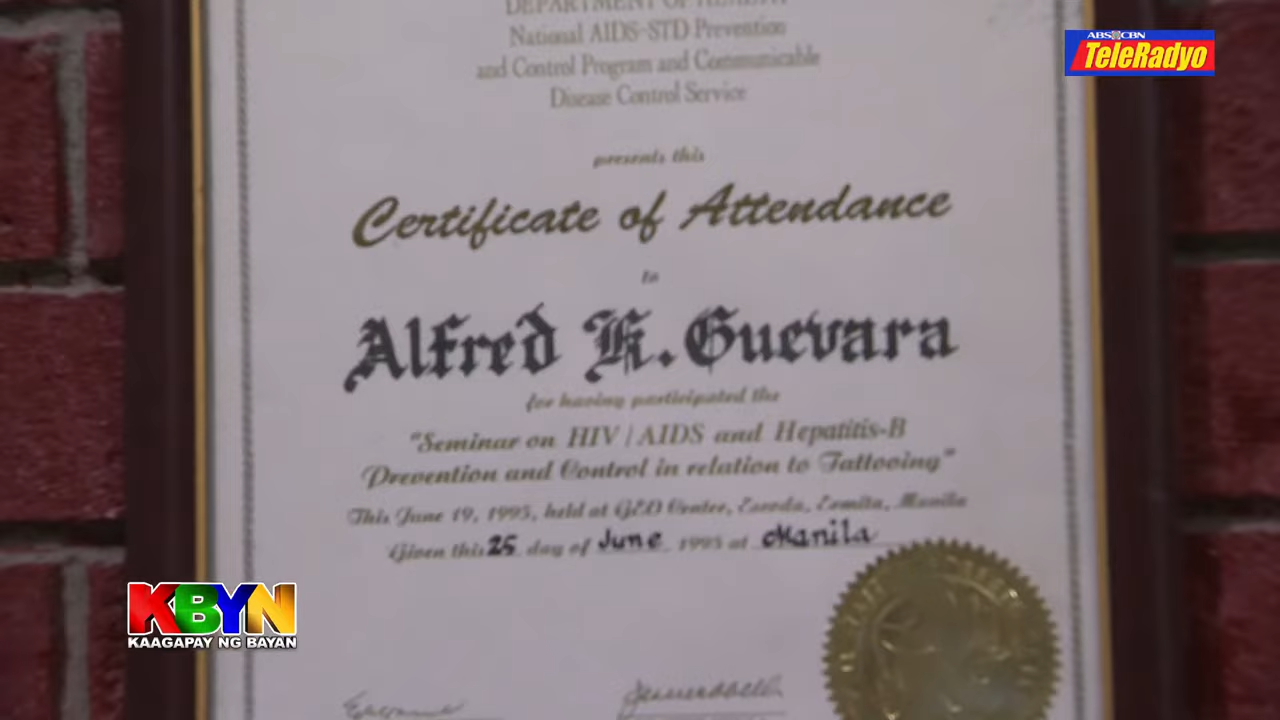 DEPARTMENT OF HEALTH
National AIDS-STD Prevention
and Control Program and Communicable
Disease Control Service
presents this
Certificate of Attendance
to
Alfred K. Guevara
for having participated the
"Seminar on HIV/AIDS and Hepatitis-B
Prevention and Control in relation to Tattooing"
This June 19, 1995, held at Center, Ermita, Manila
Given this 25 day of June 1995 at Manila
ABS-CBN
TeleRadyo
KBYN
KAAGAPAY NG BAYAN